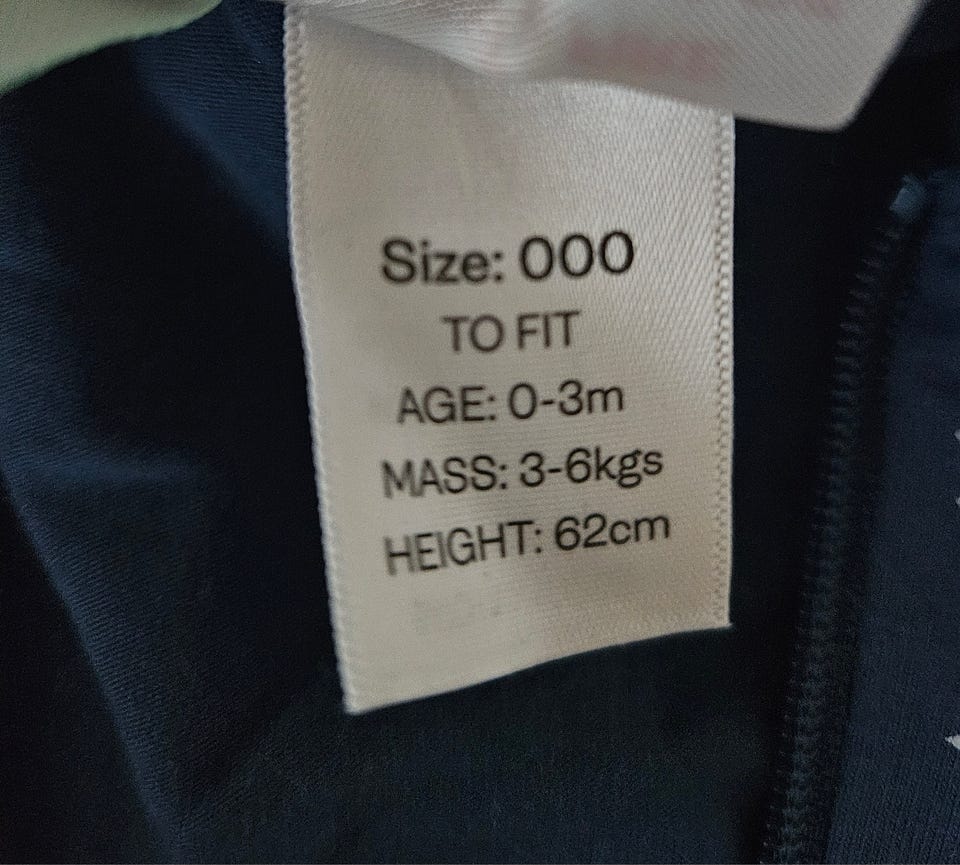 Size: 000
TO FIT
AGE: 0-3m
MASS: 3-6kgs
HEIGHT: 62cm